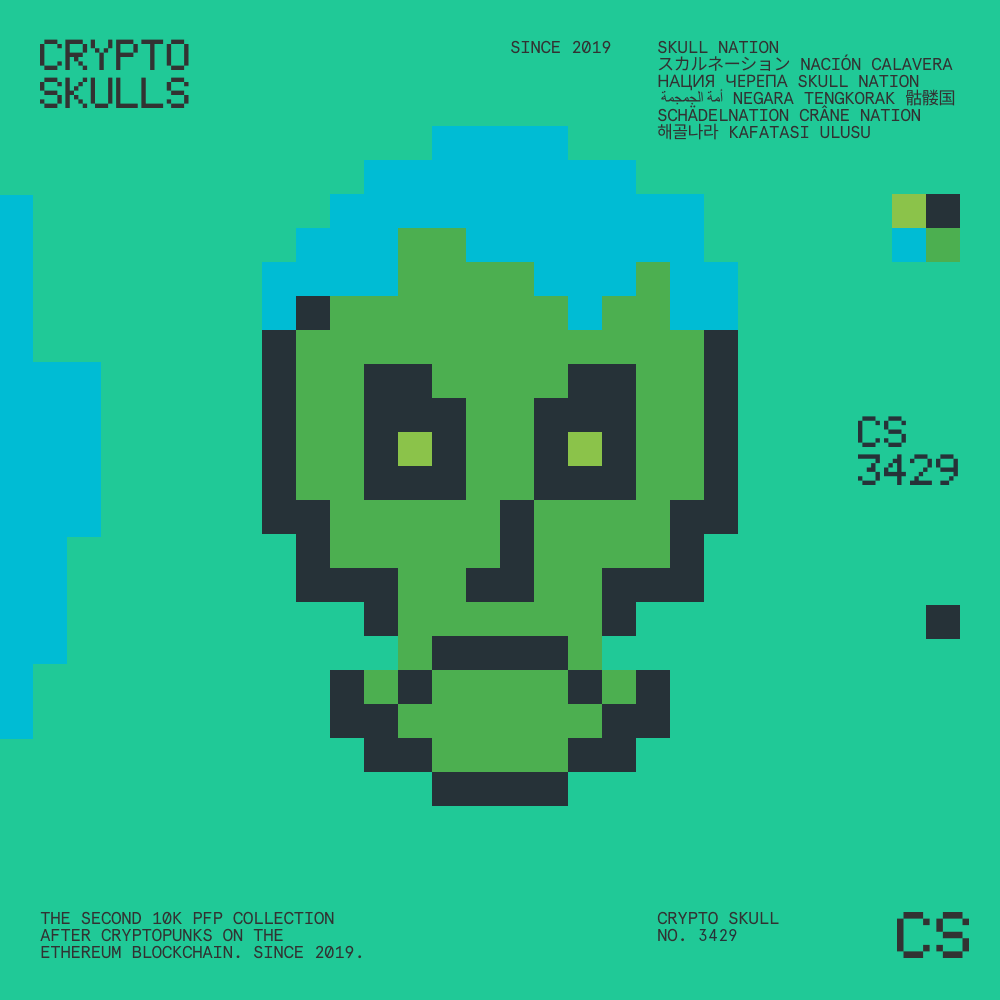 CRYPTO
SKULLS
SINCE 2019
SKULL NATION
スカルネーション NACIÓN CALAVERA
НАЦИЯ ЧЕРЕПА SKULL NATION
أمة الجمجمة NEGARA TENGKORAK 骷髅国
SCHÄDELNATION CRÂNE NATION
해골나라 KAFATASI ULUSU
CS
3429
THE SECOND 10K PFP COLLECTION
AFTER CRYPTOPUNKS ON THE
ETHEREUM BLOCKCHAIN. SINCE 2019.
CRYPTO SKULL
NO. 3429
CS